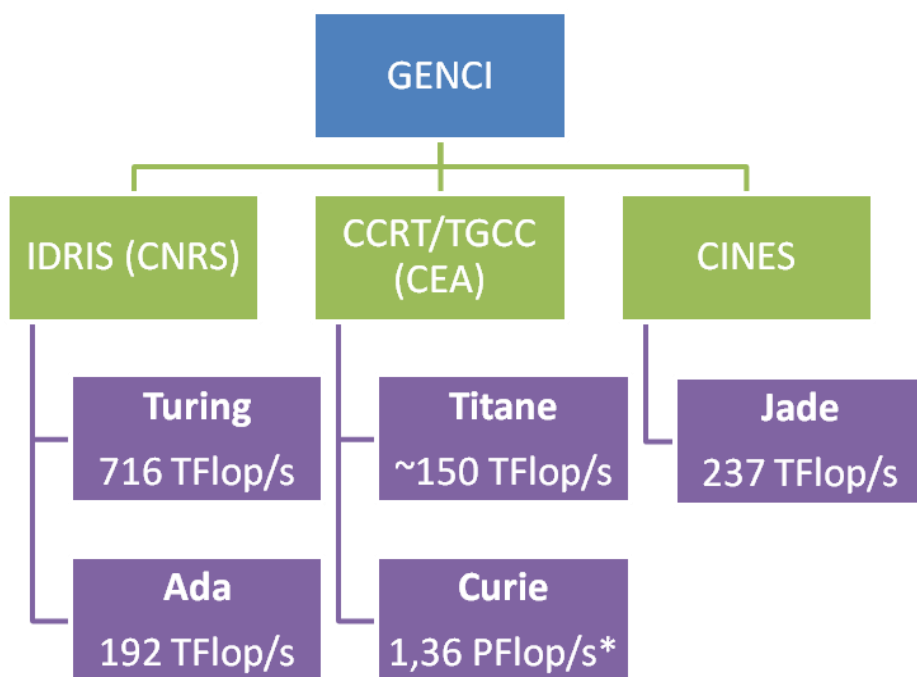 GENCI
IDRIS (CNRS)
CCRT/TGCC
(CEA)
CINES
Turing
716 TFlop/s
Titane
~150 TFlop/s
Jade
237 TFlop/s
Ada
192 TFlop/s
Curie
1,36 PFlop/s*